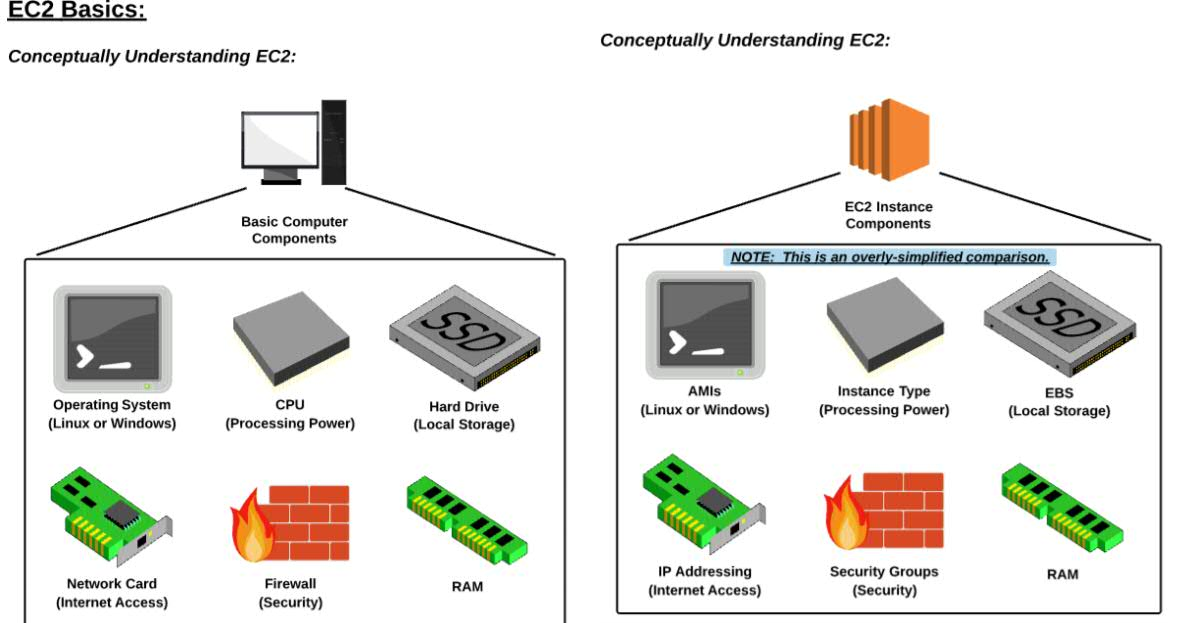 EC2 Basics:
Conceptually Understanding EC2:
Basic Computer
Components
Operating System
(Linux or Windows)
CPU
(Processing Power)
SSD
Hard Drive
(Local Storage)
Network Card
(Internet Access)
Firewall
(Security)
RAM
Conceptually Understanding EC2:
EC2 Instance
Components
NOTE: This is an overly-simplified comparison.
AMIs
(Linux or Windows)
Instance Type
(Processing Power)
SSD
EBS
(Local Storage)
IP Addressing
(Internet Access)
Security Groups
(Security)
RAM